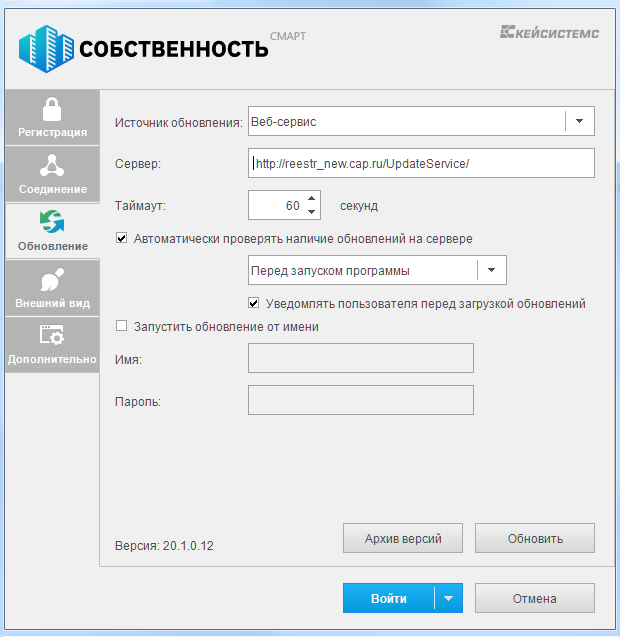 СОБСТВЕННОСТЬ СМАРТ
КЕЙСИСТЕМС
Регистрация
Соединение
Обновление
Внешний вид
Дополнительно
Источник обновления: Веб-сервис
Сервер: http://reestr_new.cap.ru/UpdateService/
Таймаут: 60 секунд
Автоматически проверять наличие обновлений на сервере
Перед запуском программы
Уведомлять пользователя перед загрузкой обновлений
Запустить обновление от имени
Имя:
Пароль:
Версия: 20.1.0.12
Архив версий
Обновить
Войти
Отмена